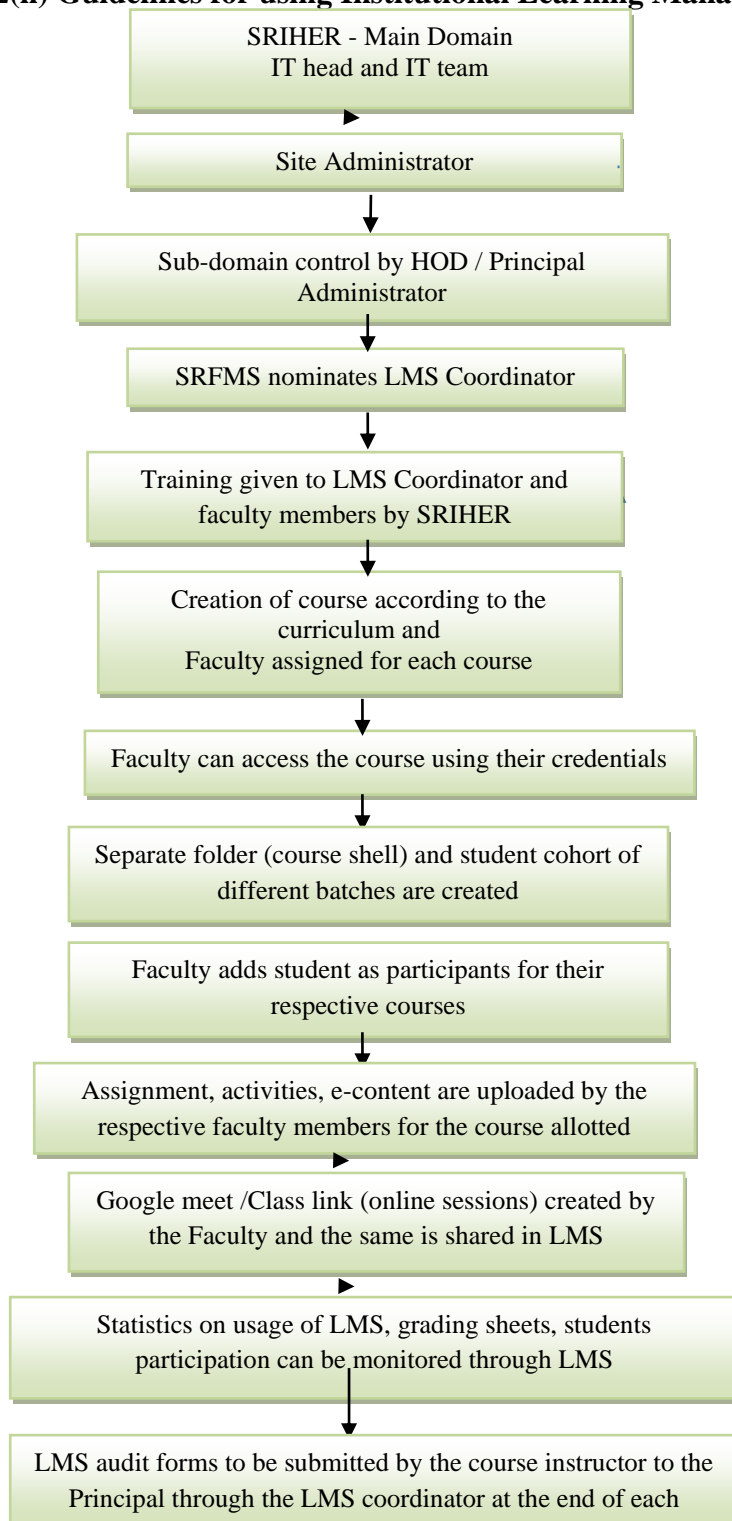 Guidelines for using Institutional Learning
SRIHER - Main Domain
IT head and IT team
Site Administrator
Sub-domain control by HOD / Principal
Administrator
SRFMS nominates LMS Coordinator
Training given to LMS Coordinator and
faculty members by SRIHER
Creation of course according to the
curriculum and
Faculty assigned for each course
Faculty can access the course using their credentials
Separate folder (course shell) and student cohort of
different batches are created
Faculty adds student as participants for their
respective courses
Assignment, activities, e-content are uploaded by the
respective faculty members for the course allotted
Google meet /Class link (online sessions) created by
the Faculty and the same is shared in LMS
Statistics on usage of LMS, grading sheets, students
participation can be monitored through LMS
LMS audit forms to be submitted by the course instructor to the
Principal through the LMS coordinator at the end of each